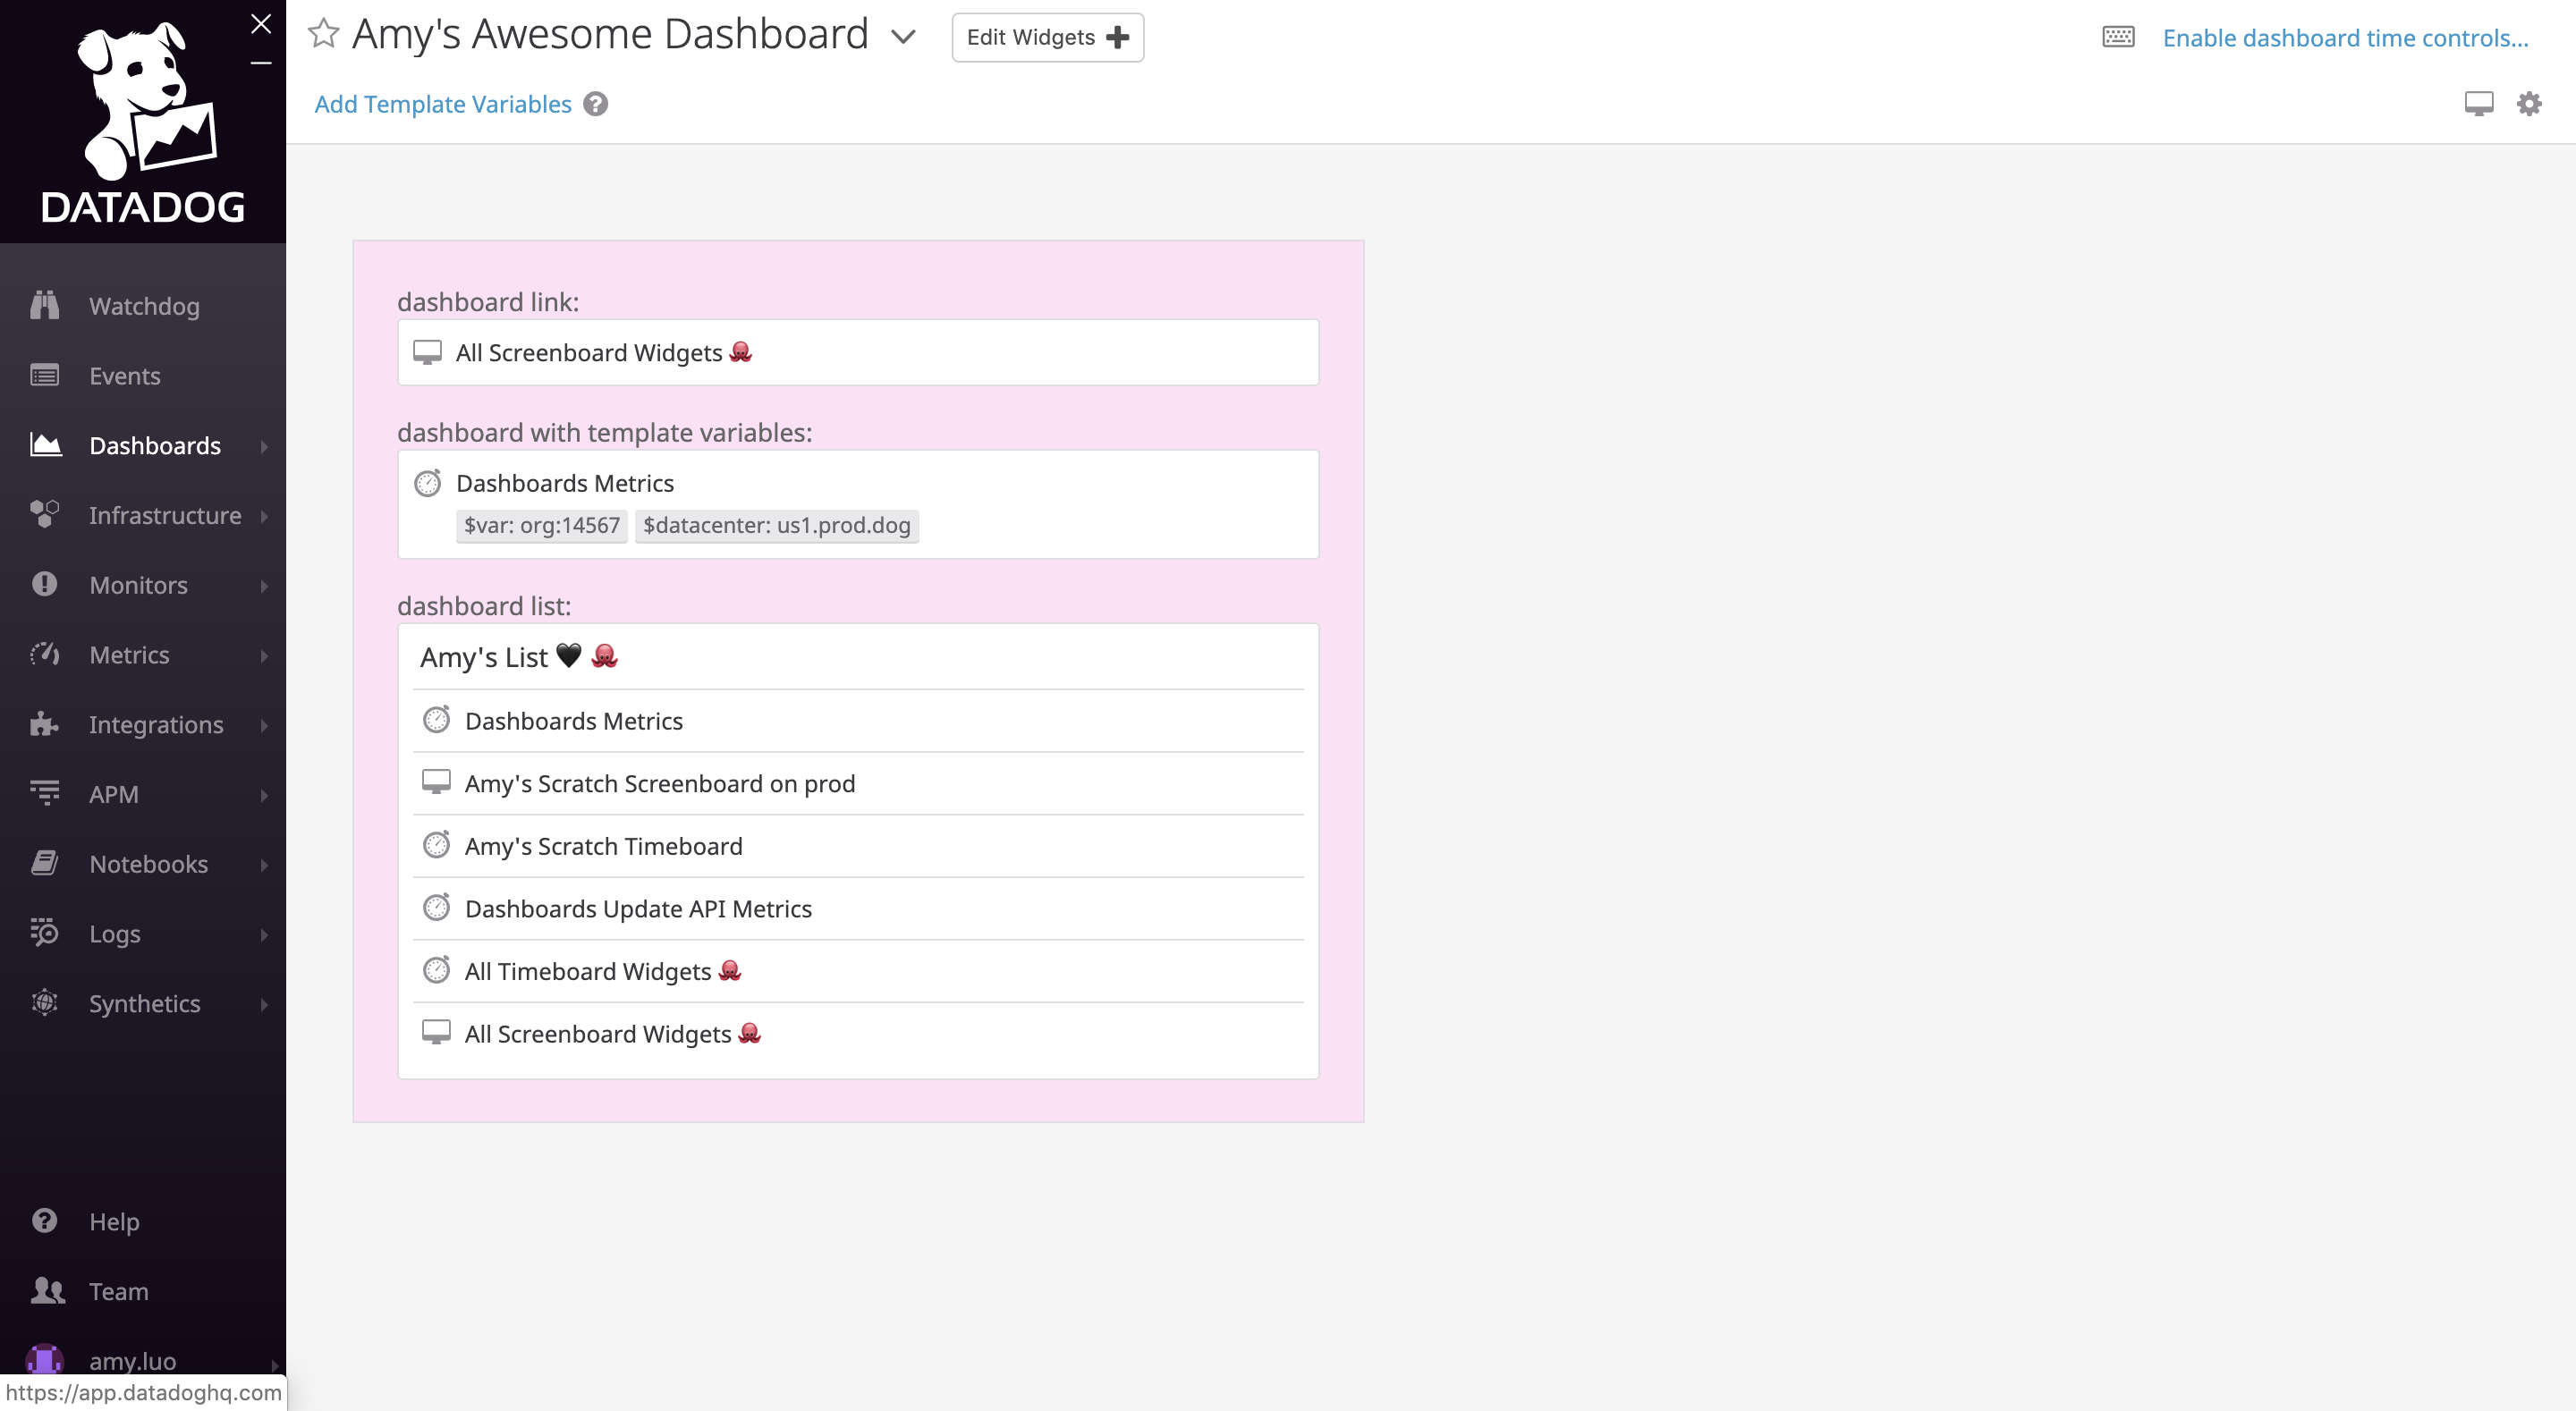 DATADOG
Watchdog
Events
Dashboards
Infrastructure
Monitors
Metrics
Integrations
APM
Notebooks
Logs
Synthetics
Help
Team
amy.luo
https://app.datadoghq.com
Amy's Awesome Dashboard
Edit Widgets
Enable dashboard time controls...
Add Template Variables
dashboard link:
All Screenboard Widgets 🐙
dashboard with template variables:
Dashboards Metrics
$var: org:14567 $datacenter: us1.prod.dog
dashboard list:
Amy's List 🖤 🐙
Dashboards Metrics
Amy's Scratch Screenboard on prod
Amy's Scratch Timeboard
Dashboards Update API Metrics
All Timeboard Widgets 🐙
All Screenboard Widgets 🐙